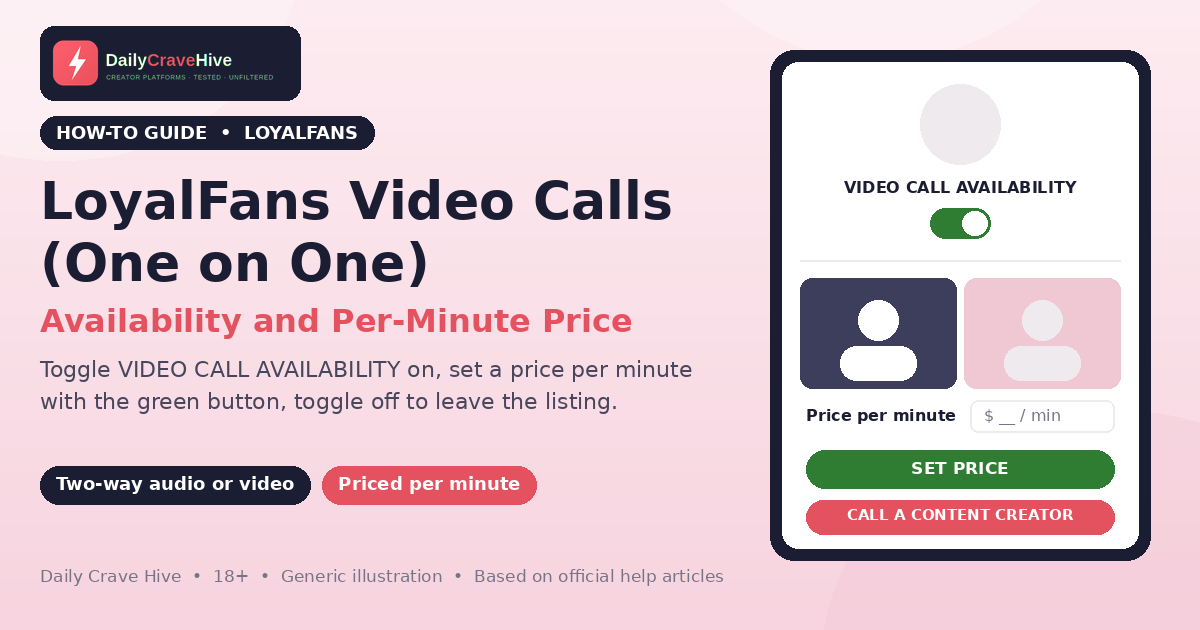 DailyCraveHive
CREATOR PLATFORMS · TESTED · UNFILTERED
HOW-TO GUIDE • LOYALFANS
LoyalFans Video Calls
(One on One)
Availability and Per-Minute Price
Toggle VIDEO CALL AVAILABILITY on, set a price per minute
with the green button, toggle off to leave the listing.
Two-way audio or video
Priced per minute
Daily Crave Hive • 18+ • Generic illustration • Based on official help articles
VIDEO CALL AVAILABILITY
Price per minute
$ __ / min
SET PRICE
CALL A CONTENT CREATOR